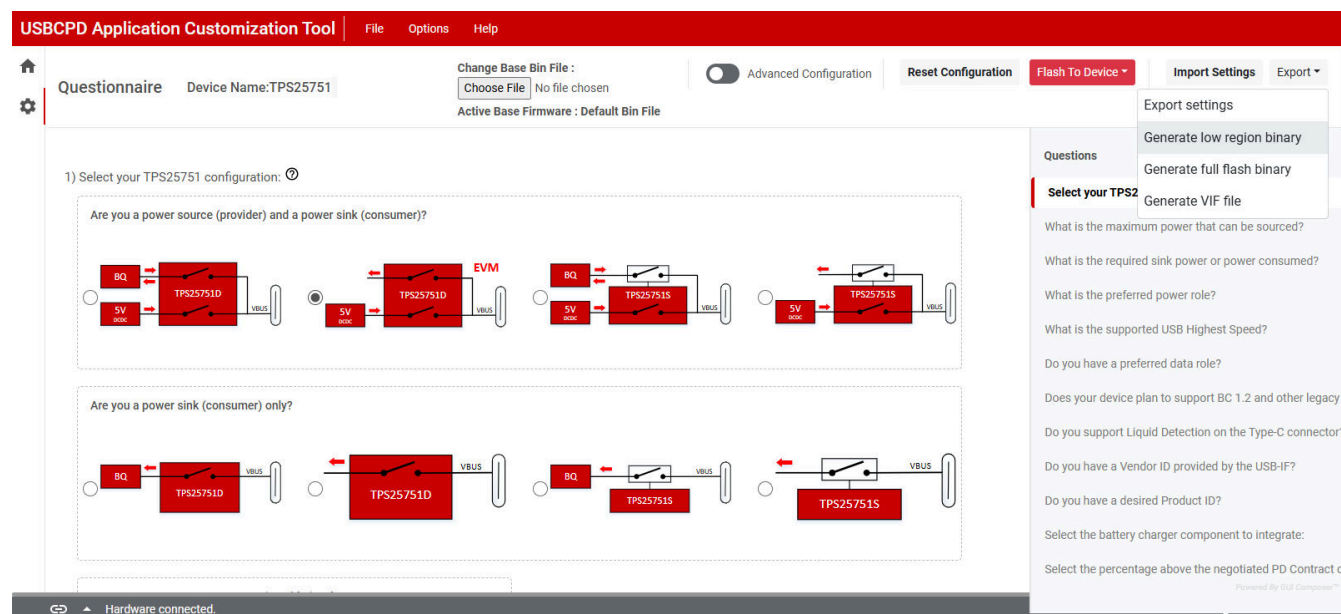 USBCPD Application Customization Tool File Options Help
Questionnaire Device Name:TPS25751
Change Base Bin File :
Choose File No file chosen
Active Base Firmware : Default Bin File
Advanced Configuration
Reset Configuration
Flash To Device
Import Settings
Export
Export settings
Generate low region binary
Generate full flash binary
Generate VIF file
1) Select your TPS25751 configuration:
Are you a power source (provider) and a power sink (consumer)?
BQ
5V
DCDC
TPS25751D
VBUS
EVM
5V
DCDC
TPS25751D
VBUS
BQ
5V
DCDC
TPS25751S
VBUS
5V
DCDC
TPS25751S
VBUS
Are you a power sink (consumer) only?
BQ
TPS25751D
VBUS
TPS25751D
VBUS
BQ
TPS25751S
VBUS
TPS25751S
VBUS
Questions
Select your TPS2
What is the maximum power that can be sourced?
What is the required sink power or power consumed?
What is the preferred power role?
What is the supported USB Highest Speed?
Do you have a preferred data role?
Does your device plan to support BC 1.2 and other legacy
Do you support Liquid Detection on the Type-C connector?
Do you have a Vendor ID provided by the USB-IF?
Do you have a desired Product ID?
Select the battery charger component to integrate:
Select the percentage above the negotiated PD Contract
Powered By GUI Composer™
Hardware connected.